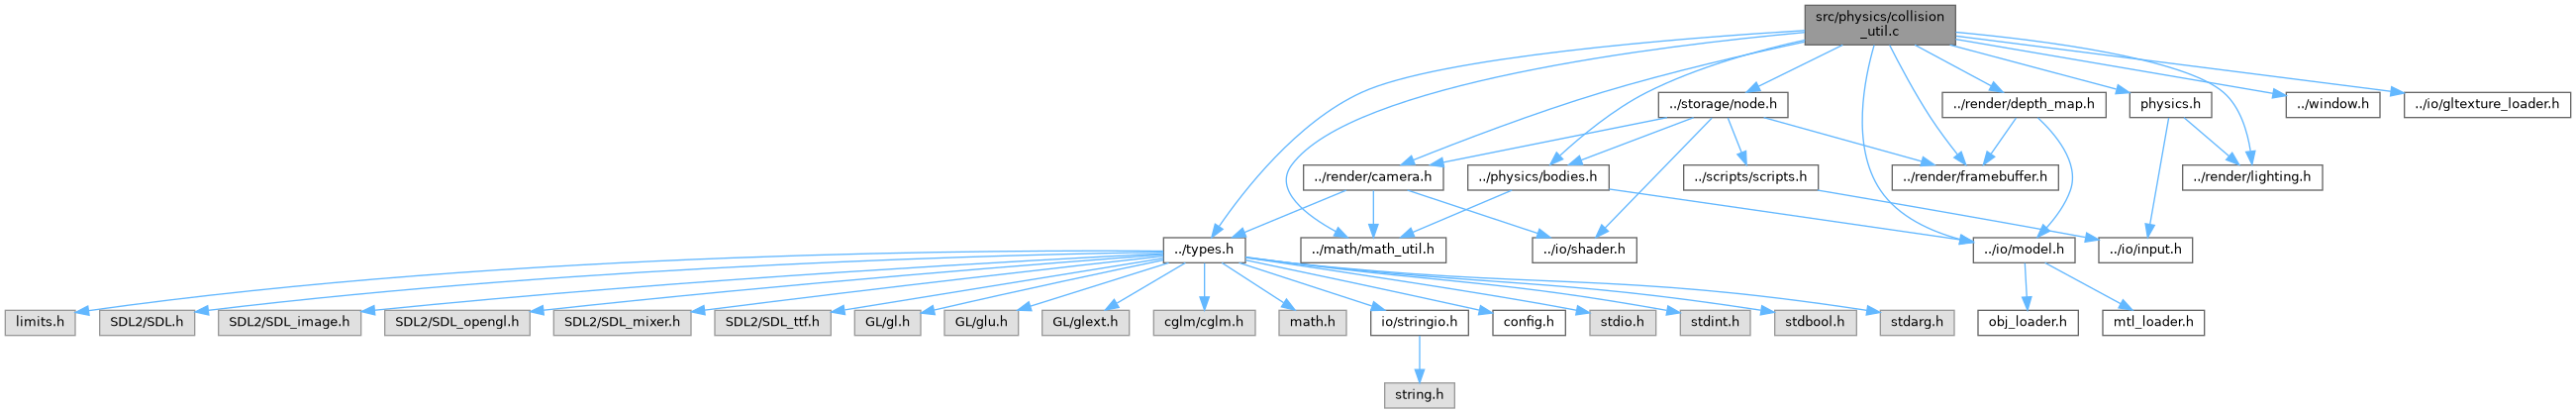 src/physics/collision
_util.c
../storage/node.h
../render/depth_map.h
physics.h
../window.h
../io/gltexture_loader.h
../render/camera.h
../physics/bodies.h
../scripts/scripts.h
../render/framebuffer.h
../render/lighting.h
../types.h
../math/math_util.h
../io/shader.h
../io/model.h
../io/input.h
limits.h
SDL2/SDL.h
SDL2/SDL_image.h
SDL2/SDL_opengl.h
SDL2/SDL_mixer.h
SDL2/SDL_ttf.h
GL/gl.h
GL/glu.h
GL/glext.h
cglm/cglm.h
math.h
io/stringio.h
config.h
stdio.h
stdint.h
stdbool.h
stdarg.h
obj_loader.h
mtl_loader.h
string.h